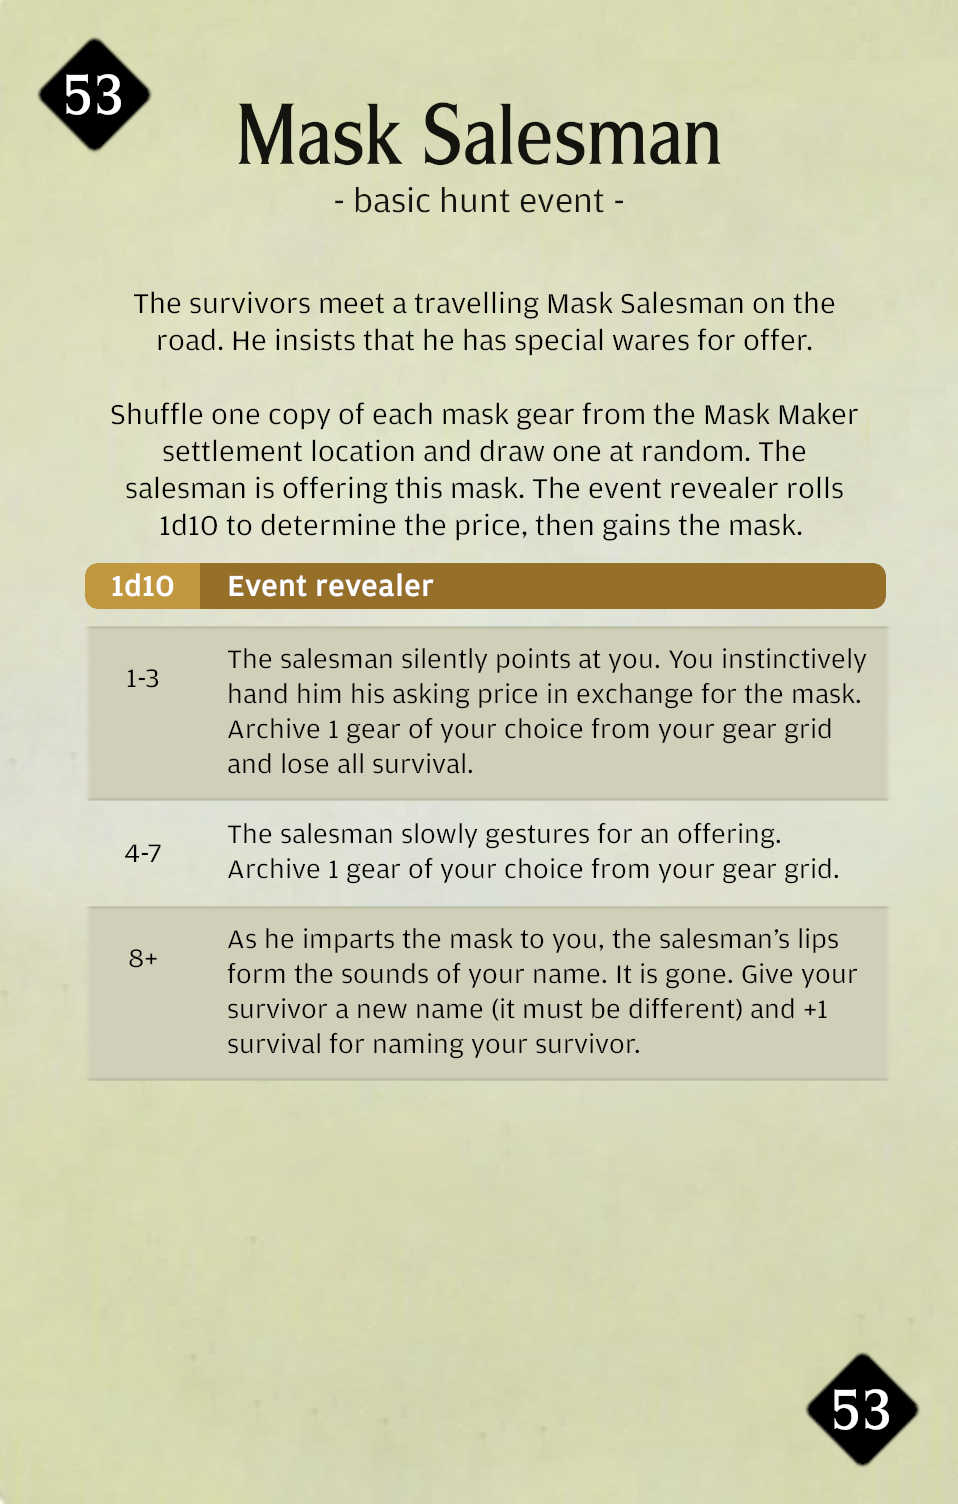 53
Mask Salesman
- basic hunt event -
The survivors meet a travelling Mask Salesman on the
road. He insists that he has special wares for offer.
Shuffle one copy of each mask gear from the Mask Maker
settlement location and draw one at random. The
salesman is offering this mask. The event revealer rolls
1d10 to determine the price, then gains the mask.
1d10 Event revealer
1-3 The salesman silently points at you. You instinctively
hand him his asking price in exchange for the mask.
Archive 1 gear of your choice from your gear grid
and lose all survival.
4-7 The salesman slowly gestures for an offering.
Archive 1 gear of your choice from your gear grid.
8+ As he imparts the mask to you, the salesman’s lips
form the sounds of your name. It is gone. Give your
survivor a new name (it must be different) and +1
survival for naming your survivor.
53